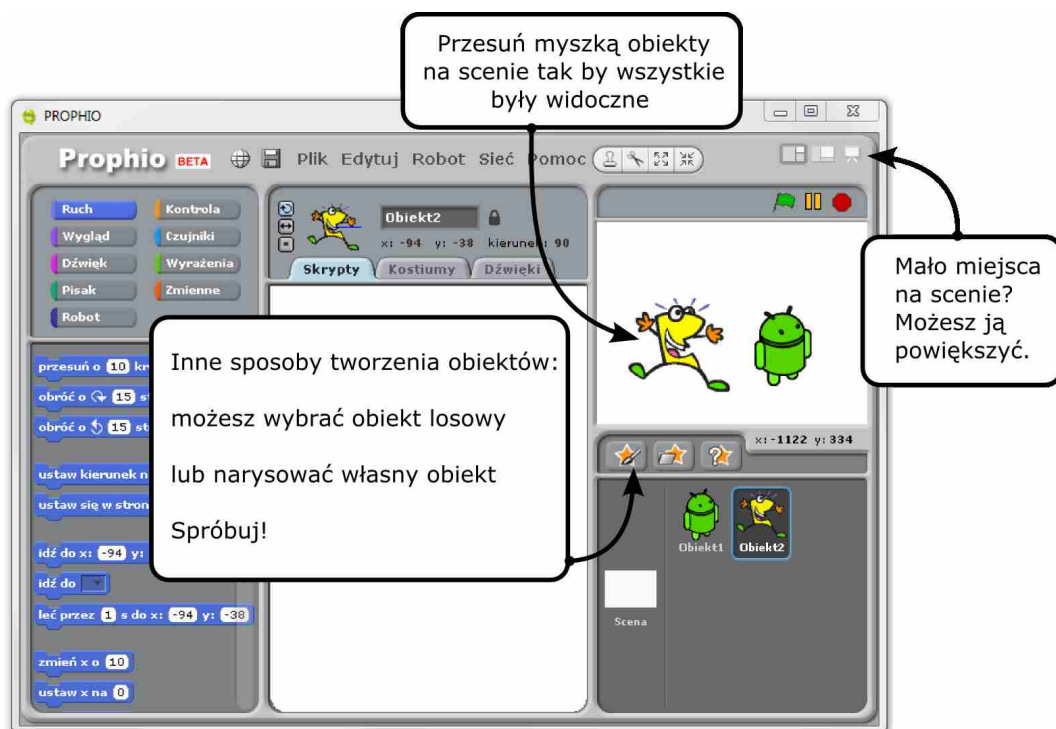 Przesuń myszką obiekty
na scenie tak by wszystkie
były widoczne
PROPHIO
Prophio BETA Plik Edytuj Robot Sieć Pomoc
Ruch Kontrola
Wygląd Czujniki
Dźwięk Wyrażenia
Pisak Zmienne
Robot
Obiekt2
x: -94 y: -38 kierunek: 90
Skrypty Kostiumy Dźwięki
Mało miejsca
na scenie?
Możesz ją
powiększyć.
Inne sposoby tworzenia obiektów:
możesz wybrać obiekt losowy
lub narysować własny obiekt
Spróbuj!
przesuń o 10
obróć o 15
obróć o 15
ustaw kierunek
ustaw się w
idź do x: -94 y:
idź do
leć przez 1 s do x: -94 y: -38
zmień x o 10
ustaw x na 0
x: -1122 y: 334
Obiekt1 Obiekt2
Scena